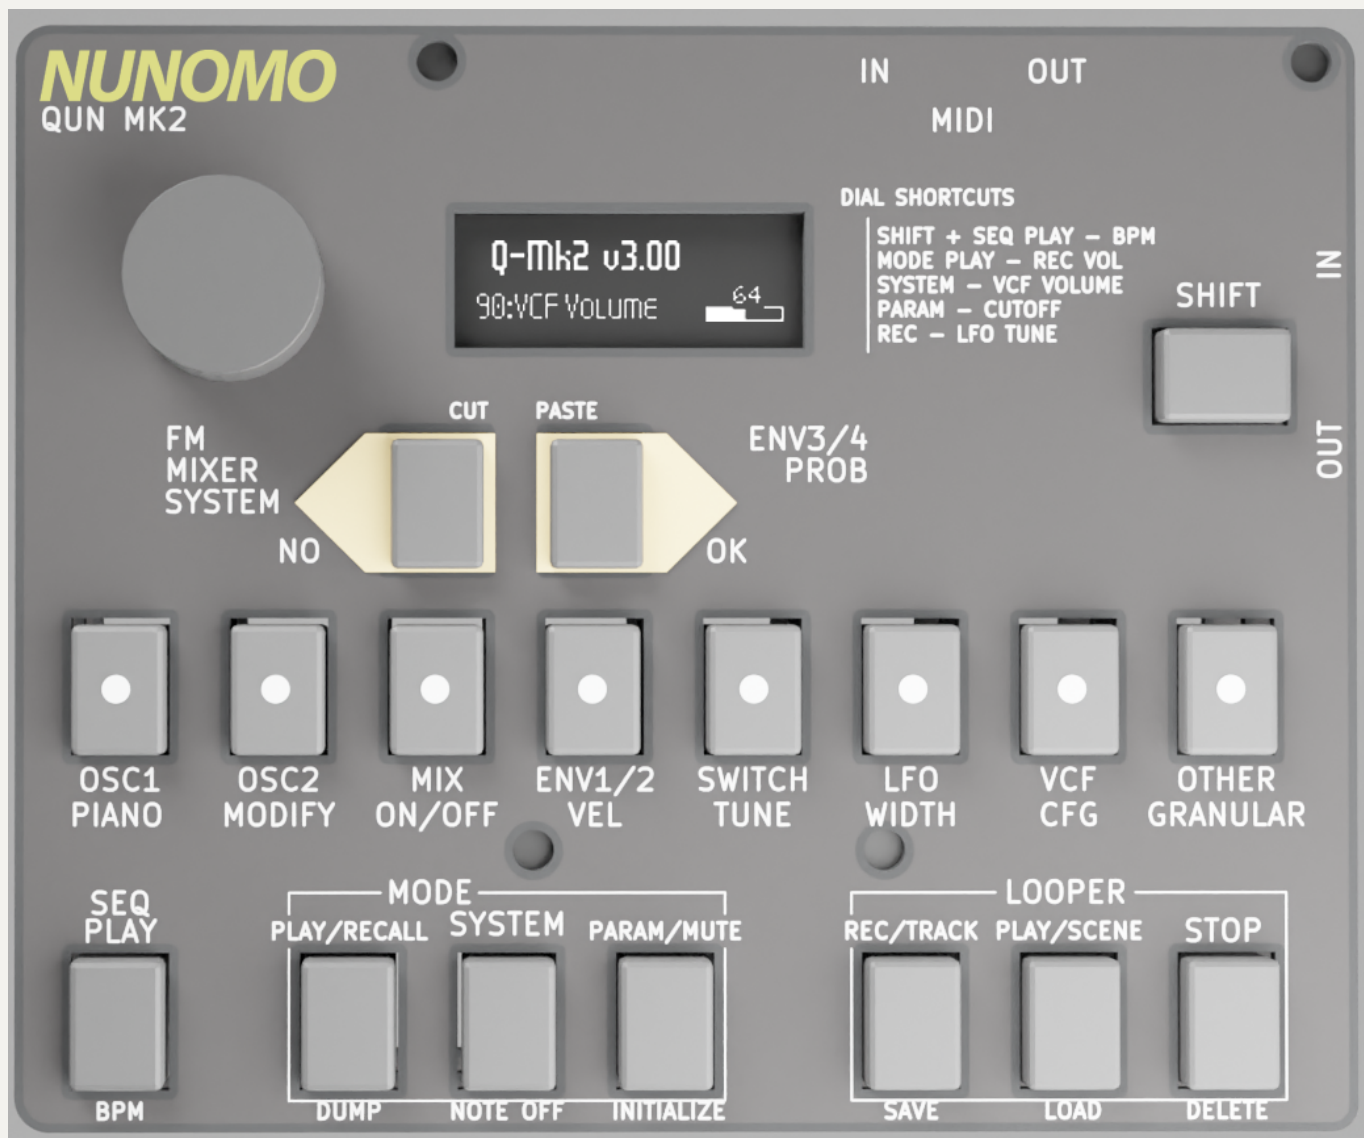 NUNOMO
QUN MK2
IN OUT
MIDI
DIAL SHORTCUTS
SHIFT + SEQ PLAY – BPM
MODE PLAY – REC VOL
SYSTEM – VCF VOLUME
PARAM – CUTOFF
REC – LFO TUNE
Q-Mk2 v3.00
90:VCF Volume 64
SHIFT
IN
OUT
CUT PASTE
FM
MIXER
SYSTEM
NO
ENV3/4
PROB
OK
OSC1
PIANO
OSC2
MODIFY
MIX
ON/OFF
ENV1/2
VEL
SWITCH
TUNE
LFO
WIDTH
VCF
CFG
OTHER
GRANULAR
SEQ
PLAY
BPM
MODE
PLAY/RECALL SYSTEM PARAM/MUTE
DUMP NOTE OFF INITIALIZE
LOOPER
REC/TRACK PLAY/SCENE STOP
SAVE LOAD DELETE